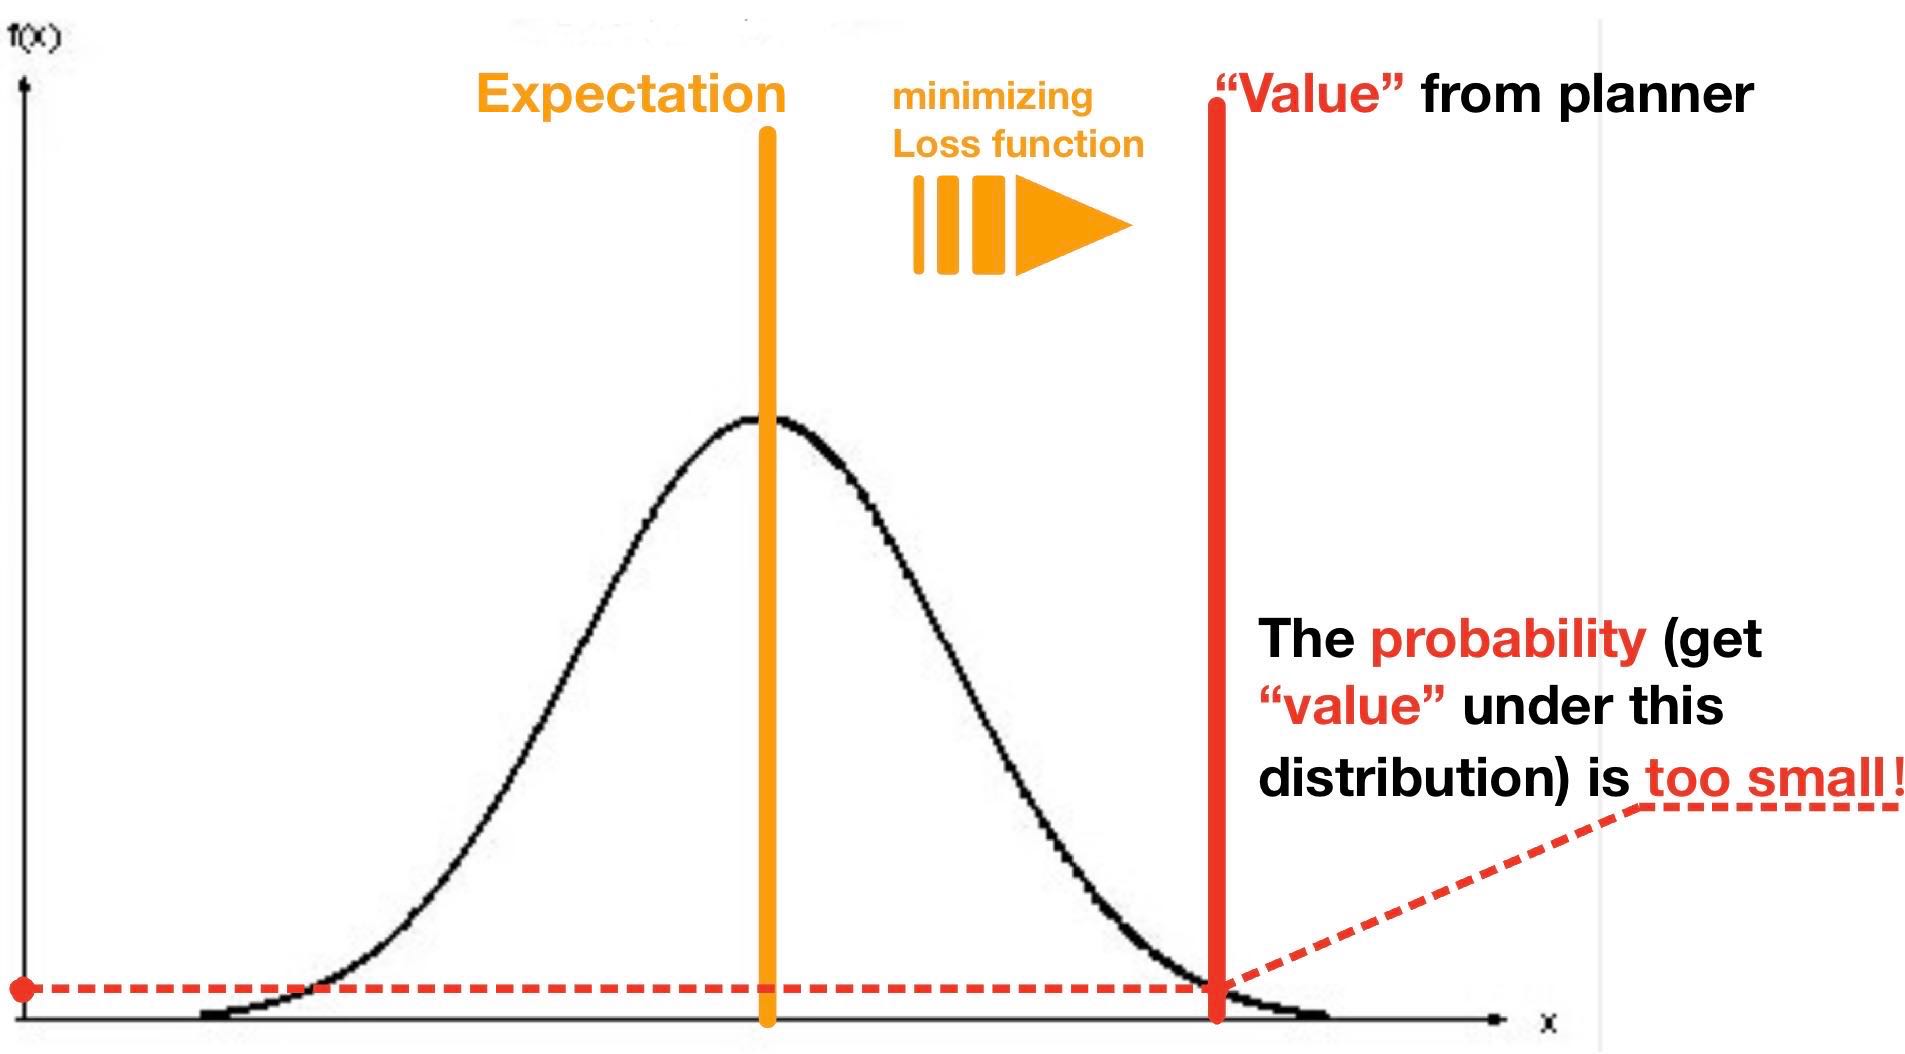 f(x)
Expectation
minimizing
Loss function
“Value” from planner
The probability (get
“value” under this
distribution) is too small!
x